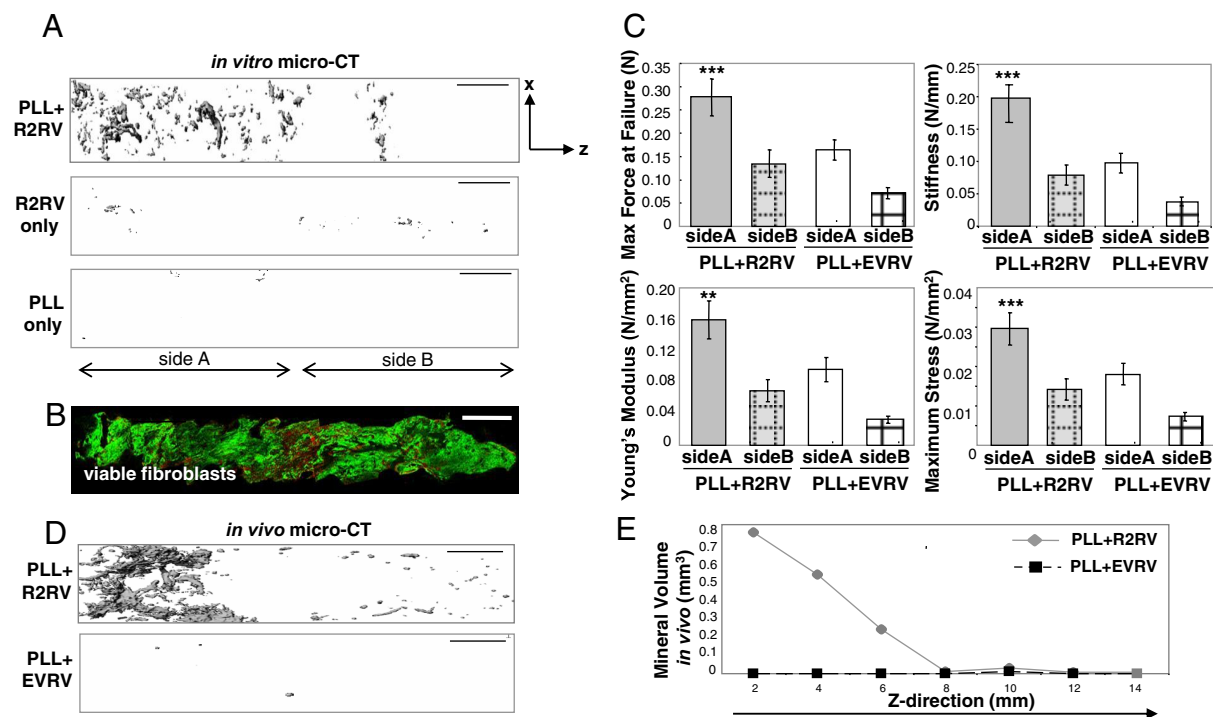 A
in vitro micro-CT
PLL+
R2RV
x
z
R2RV
only
PLL
only
side A
side B
B
viable fibroblasts
C
Max Force at Failure (N)
0.35
0.30
0.25
0.20
0.15
0.10
0.05
0
***
sideA
sideB
sideA
sideB
PLL+R2RV
PLL+EVRV
Stiffness (N/mm)
0.25
0.20
0.15
0.10
0.05
0
***
sideA
sideB
sideA
sideB
PLL+R2RV
PLL+EVRV
Young's Modulus (N/mm²)
0.20
0.16
0.12
0.08
0.04
0
**
sideA
sideB
sideA
sideB
PLL+R2RV
PLL+EVRV
Maximum Stress (N/mm²)
0.04
0.03
0.02
0.01
0
***
sideA
sideB
sideA
sideB
PLL+R2RV
PLL+EVRV
D
in vivo micro-CT
PLL+
R2RV
PLL+
EVRV
E
Mineral Volume
in vivo (mm³)
0.8
0.7
0.6
0.5
0.4
0.3
0.2
0.1
0
PLL+R2RV
PLL+EVRV
2 4 6 8 10 12 14
Z-direction (mm)